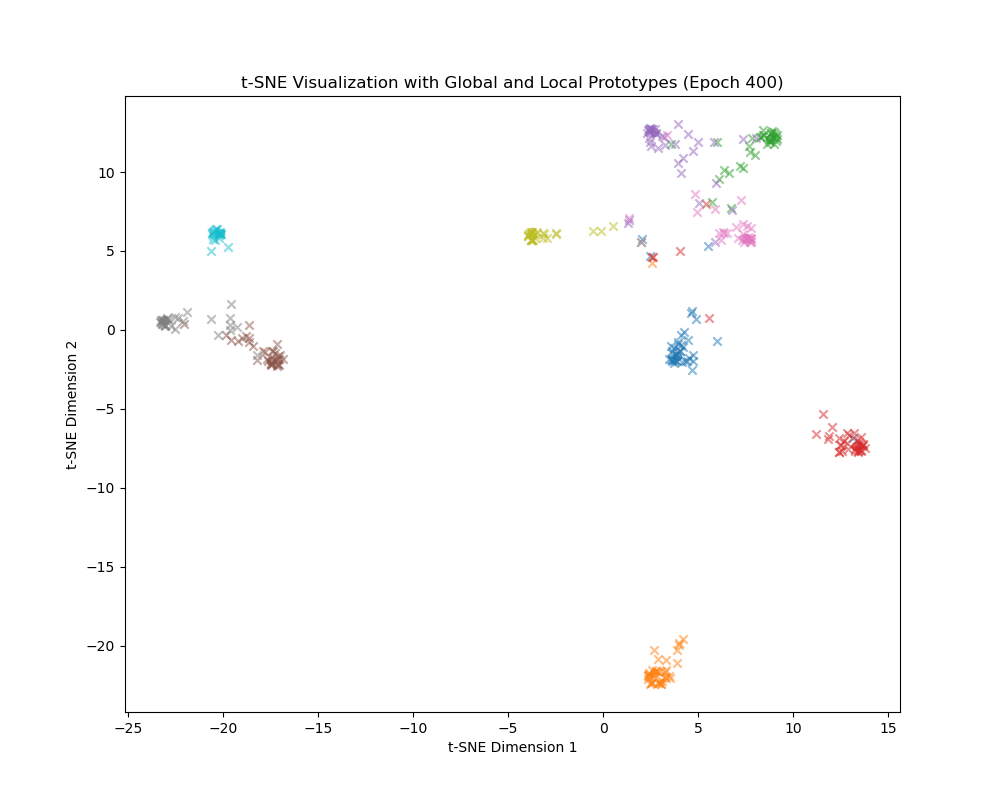 t-SNE Visualization with Global and Local Prototypes (Epoch 400)
10
5
0
−5
−10
−15
−20
t-SNE Dimension 2
−25 −20 −15 −10 −5 0 5 10 15
t-SNE Dimension 1